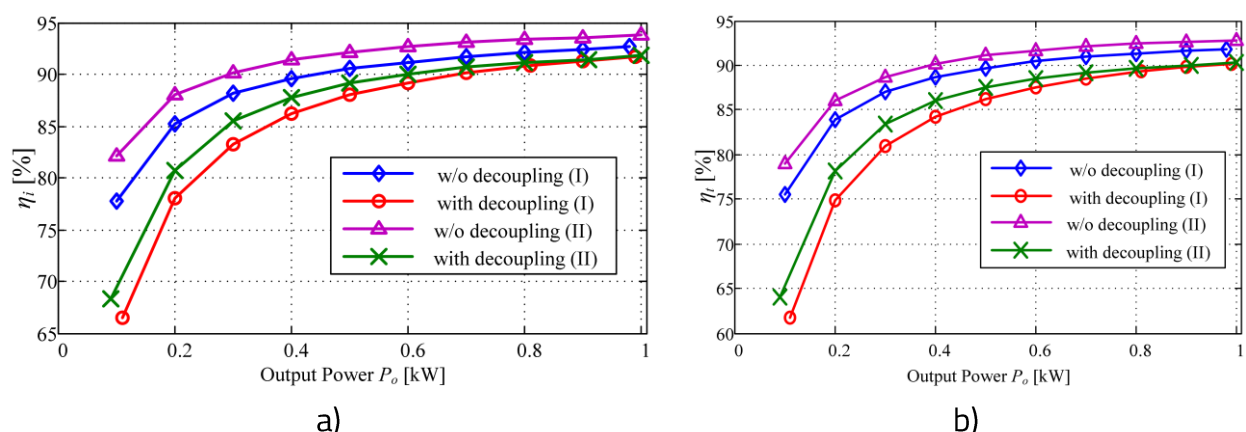 95
90
85
80
75
70
65
η_i [%]
w/o decoupling (I)
with decoupling (I)
w/o decoupling (II)
with decoupling (II)
0 0.2 0.4 0.6 0.8 1
Output Power P_o [kW]
a)
95
90
85
80
75
70
65
60
η_t [%]
w/o decoupling (I)
with decoupling (I)
w/o decoupling (II)
with decoupling (II)
0 0.2 0.4 0.6 0.8 1
Output Power P_o [kW]
b)